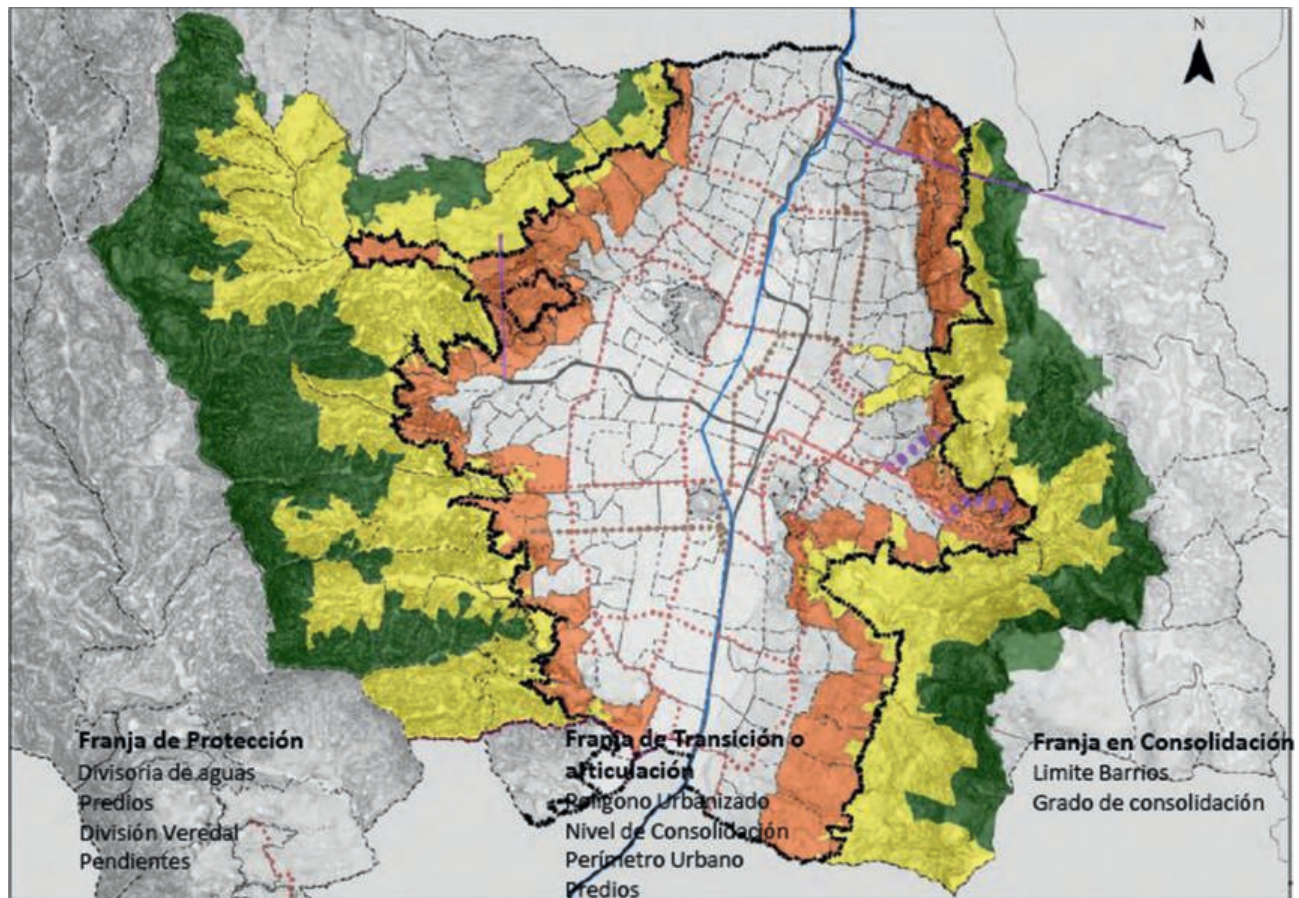 N
Franja de Protección
Divisoria de aguas
Predios
División Veredal
Pendientes
Franja de Transición o
articulación
Polígono Urbanizado
Nivel de Consolidación
Perímetro Urbano
Predios
Franja en Consolidación
Limite Barrios
Grado de consolidación